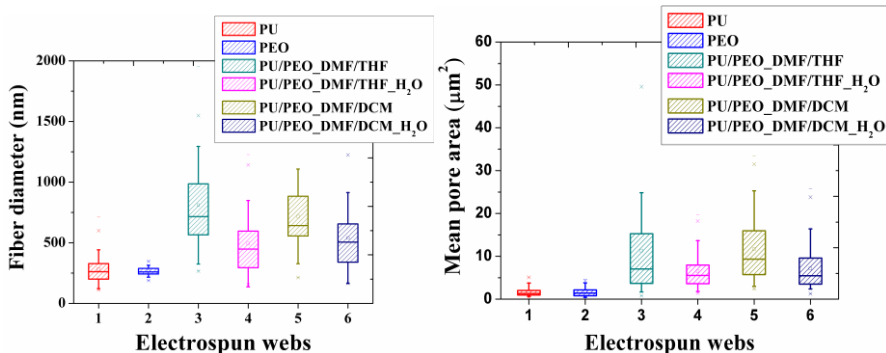 PU
PEO
PU/PEO_DMF/THF
PU/PEO_DMF/THF_H₂O
PU/PEO_DMF/DCM
PU/PEO_DMF/DCM_H₂O
Fiber diameter (nm)
2000
1500
1000
500
0
1 2 3 4 5 6
Electrospun webs
PU
PEO
PU/PEO_DMF/THF
PU/PEO_DMF/THF_H₂O
PU/PEO_DMF/DCM
PU/PEO_DMF/DCM_H₂O
Mean pore area (μm²)
60
50
40
30
20
10
0
1 2 3 4 5 6
Electrospun webs